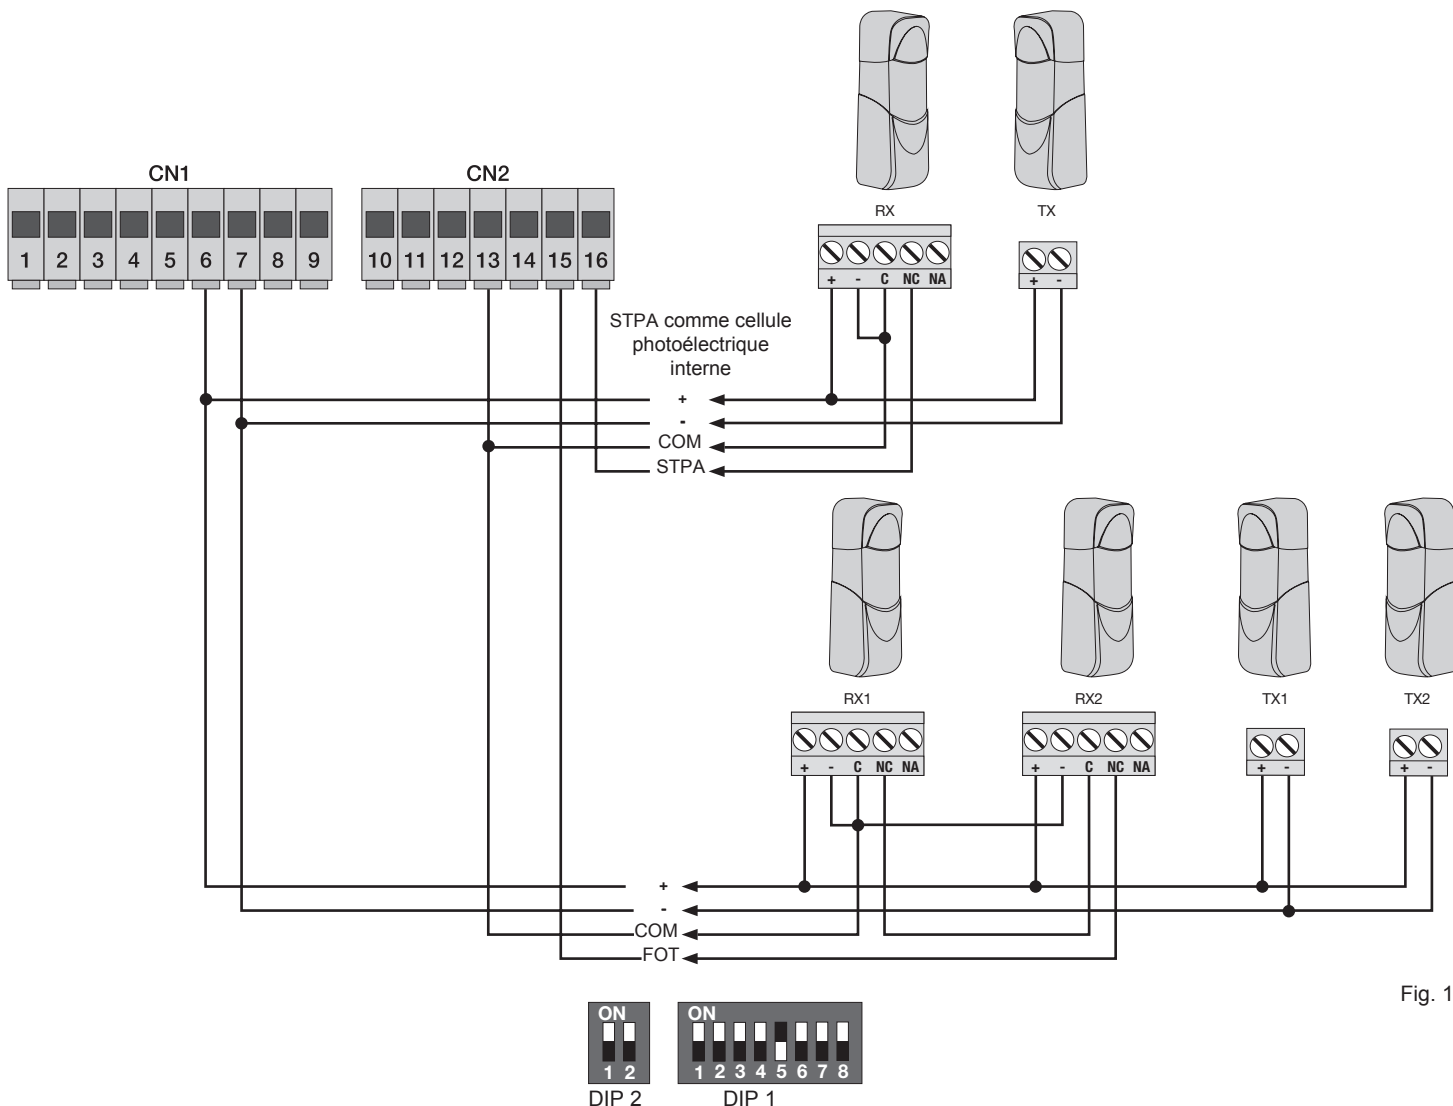 CN1
CN2
1 2 3 4 5 6 7 8 9
10 11 12 13 14 15 16
RX
TX
+ - C NC NA
+ -
STPA comme cellule
photoélectrique
interne
+
-
COM
STPA
RX1
RX2
TX1
TX2
+ - C NC NA
+ - C NC NA
+ -
+ -
+
-
COM
FOT
Fig. 1
ON
1 2
DIP 2
ON
1 2 3 4 5 6 7 8
DIP 1